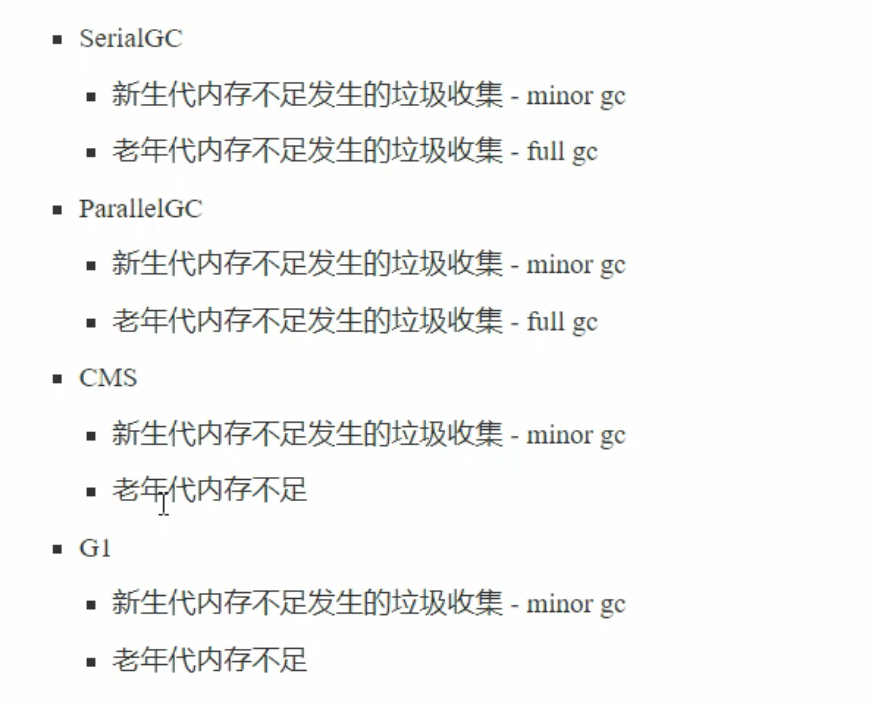 SerialGC
新生代内存不足发生的垃圾收集 - minor gc
老年代内存不足发生的垃圾收集 - full gc
ParallelGC
新生代内存不足发生的垃圾收集 - minor gc
老年代内存不足发生的垃圾收集 - full gc
CMS
新生代内存不足发生的垃圾收集 - minor gc
老年代内存不足
G1
新生代内存不足发生的垃圾收集 - minor gc
老年代内存不足